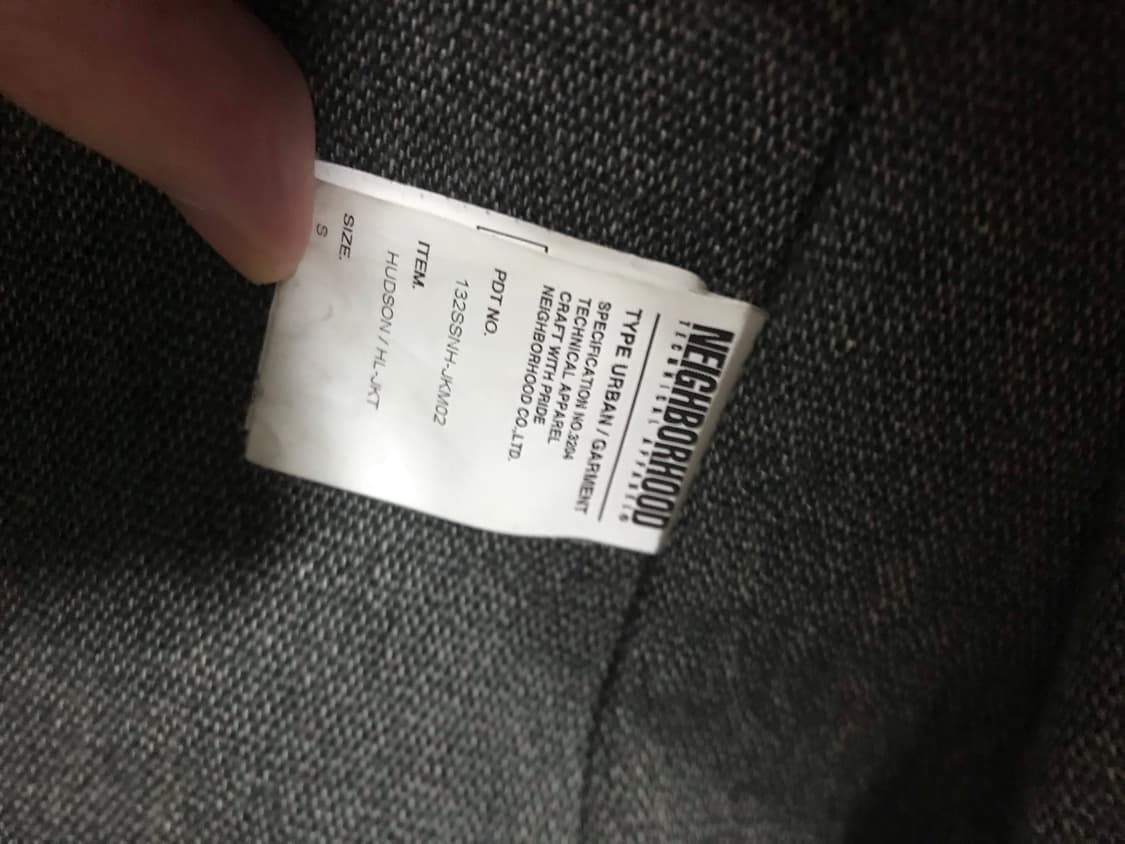 NEIGHBORHOOD
TECHNICAL APPAREL®
TYPE URBAN / GARMENT
SPECIFICATION NO.3204
TECHNICAL APPAREL
CRAFT WITH PRIDE
NEIGHBORHOOD CO.,LTD.
PDT NO.
132SSNH-JKM02
ITEM.
HUDSON / HL-JKT
SIZE.
S